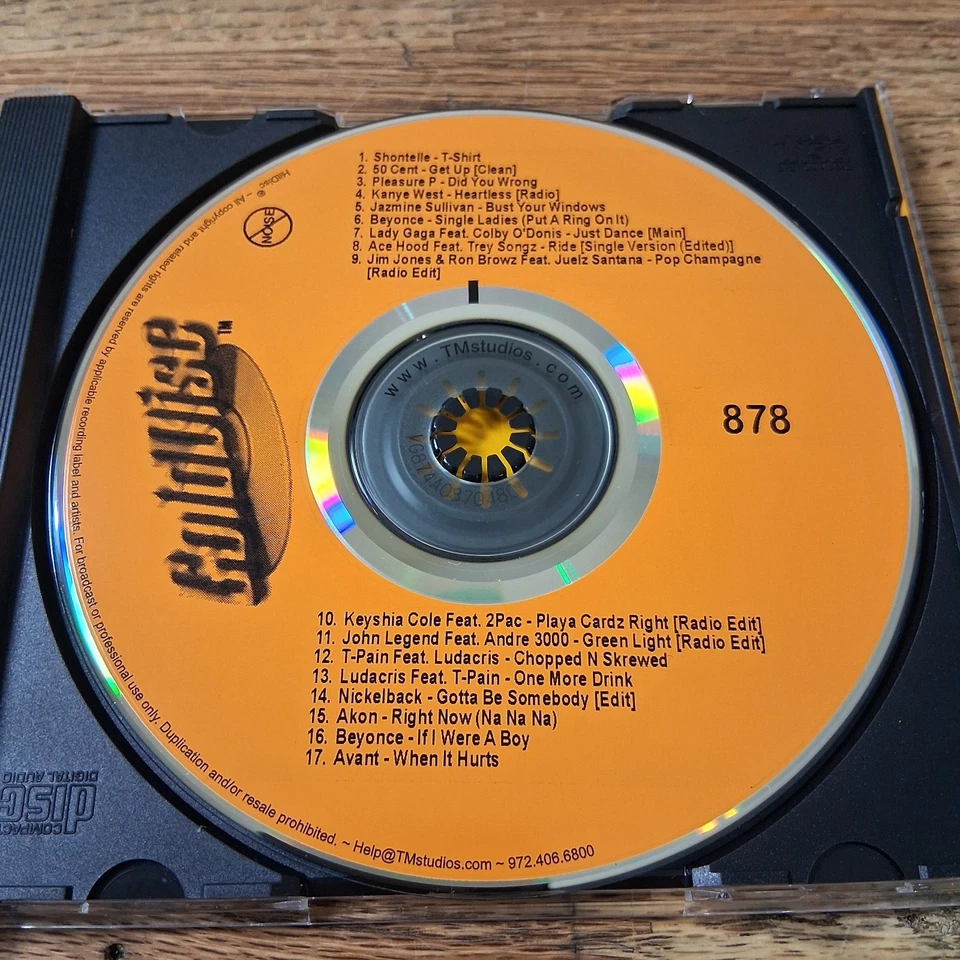 1. Shontelle - T-Shirt
2. 50 Cent - Get Up [Clean]
3. Pleasure P - Did You Wrong
4. Kanye West - Heartless [Radio]
5. Jazmine Sullivan - Bust Your Windows
6. Beyonce - Single Ladies (Put A Ring On It)
7. Lady Gaga Feat. Colby O'Donis - Just Dance [Main]
8. Ace Hood Feat. Trey Songz - Ride [Single Version (Edited)]
9. Jim Jones & Ron Browz Feat. Juelz Santana - Pop Champagne
[Radio Edit]
NOISE
TM
www.TMstudios.com
878
10. Keyshia Cole Feat. 2Pac - Playa Cardz Right [Radio Edit]
11. John Legend Feat. Andre 3000 - Green Light [Radio Edit]
12. T-Pain Feat. Ludacris - Chopped N Skrewed
13. Ludacris Feat. T-Pain - One More Drink
14. Nickelback - Gotta Be Somebody [Edit]
15. Akon - Right Now (Na Na Na)
16. Beyonce - If I Were A Boy
17. Avant - When It Hurts
HitDisc ~ All copyright and related rights are reserved by applicable recording label and artists. For broadcast or professional use only. Duplication and/or resale prohibited. ~ Help@TMstudios.com ~ 972.406.6800
COMPACT
disc
DIGITAL AUDIO